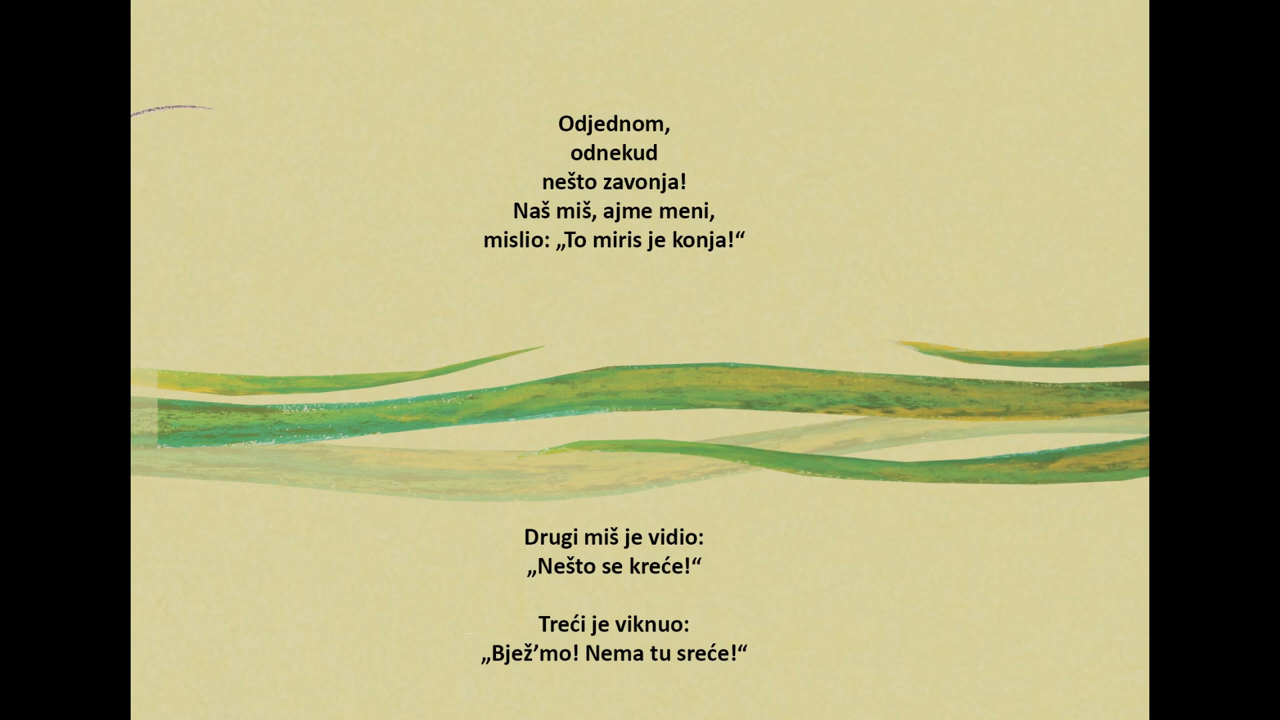 Odjednom,
odnekud
nešto zavonja!
Naš miš, ajme meni,
mislio: „To miris je konja!“
Drugi miš je vidio:
„Nešto se kreće!“
Treći je viknuo:
„Bjež’mo! Nema tu sreće!“